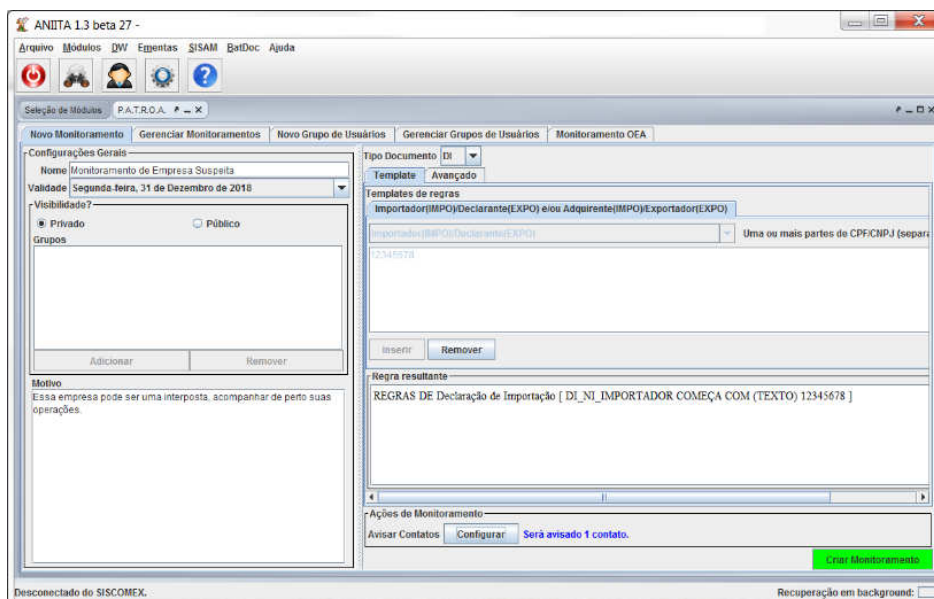 ANIITA 1.3 beta 27 -
Arquivo Módulos DW Ementas SISAM BatDoc Ajuda
Seleção de Módulos P.A.T.R.O.A.
Novo Monitoramento Gerenciar Monitoramentos Novo Grupo de Usuários Gerenciar Grupos de Usuários Monitoramento OEA
Configurações Gerais
Nome Monitoramento de Empresa Suspeita
Validade Segunda-feira, 31 de Dezembro de 2018
Visibilidade?
Privado Público
Grupos
Adicionar Remover
Motivo
Essa empresa pode ser uma interposta, acompanhar de perto suas
operações.
Tipo Documento DI
Template Avançado
Templates de regras
Importador(IMPO)/Declarante(EXPO) e/ou Adquirente(IMPO)/Exportador(EXPO)
Importador(IMPO)/Declarante(EXPO) Uma ou mais partes de CPF/CNPJ (separa
12345678
Inserir Remover
Regra resultante
REGRAS DE Declaração de Importação [ DI_NI_IMPORTADOR COMEÇA COM (TEXTO) 12345678 ]
Ações de Monitoramento
Avisar Contatos Configurar Será avisado 1 contato.
Criar Monitoramento
Desconectado do SISCOMEX. Recuperação em background: